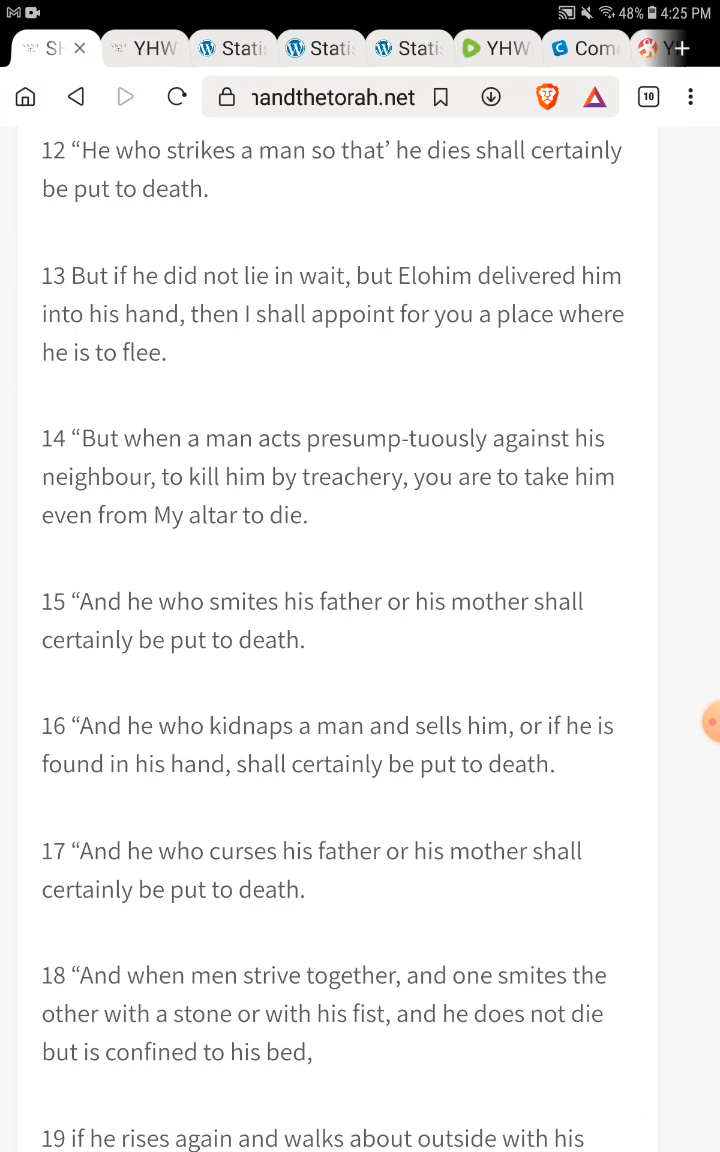 48% 4:25 PM
SH YHW Statis Statis Statis YHW Com Y
handthetorah.net 10
12 “He who strikes a man so that’ he dies shall certainly
be put to death.
13 But if he did not lie in wait, but Elohim delivered him
into his hand, then I shall appoint for you a place where
he is to flee.
14 “But when a man acts presump-tuously against his
neighbour, to kill him by treachery, you are to take him
even from My altar to die.
15 “And he who smites his father or his mother shall
certainly be put to death.
16 “And he who kidnaps a man and sells him, or if he is
found in his hand, shall certainly be put to death.
17 “And he who curses his father or his mother shall
certainly be put to death.
18 “And when men strive together, and one smites the
other with a stone or with his fist, and he does not die
but is confined to his bed,
19 if he rises again and walks about outside with his